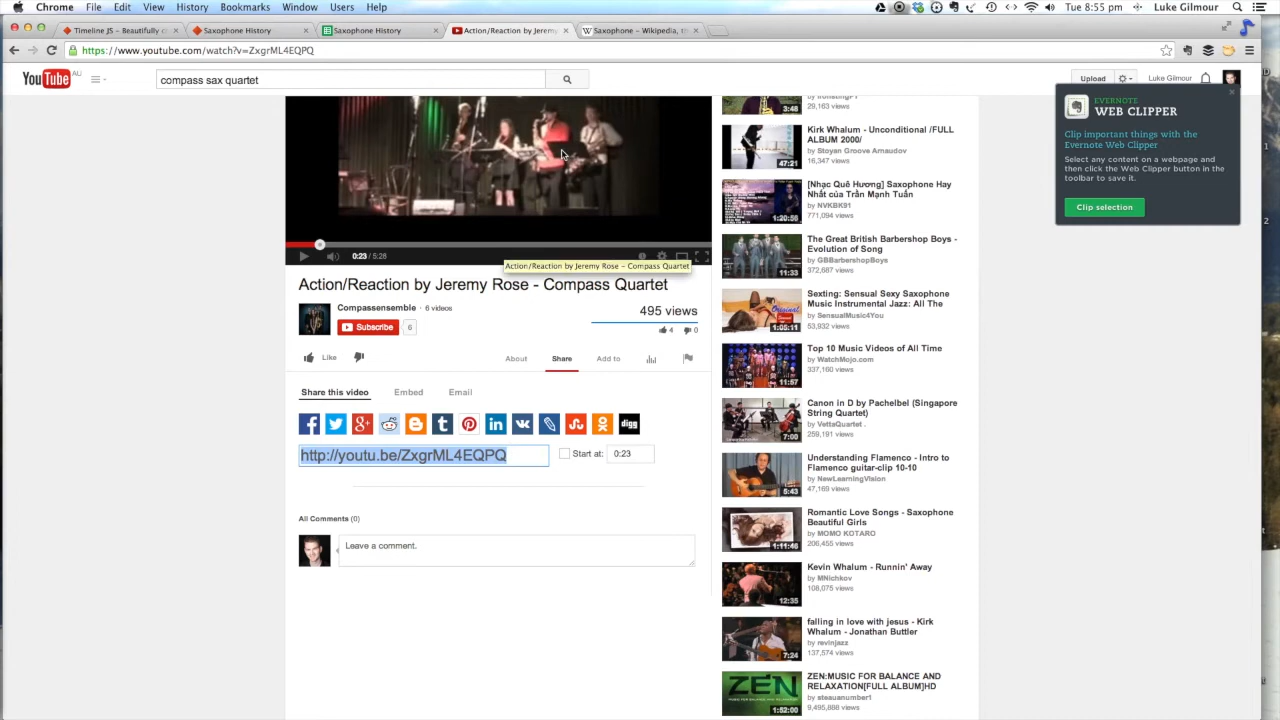 Chrome File Edit View History Bookmarks Window Users Help
Tue 8:55 pm Luke Gilmour
Timeline JS – Beautifully c
Saxophone History
Saxophone History
Action/Reaction by Jeremy
Saxophone – Wikipedia, t
https://www.youtube.com/watch?v=ZxgrML4EQPQ
YouTube AU
compass sax quartet
Upload
Luke Gilmour
EVERNOTE
WEB CLIPPER
Clip important things with the
Evernote Web Clipper
Select any content on a webpage and
then click the Web Clipper button in the
toolbar to save it.
Clip selection
0:23 / 5:28
Action/Reaction by Jeremy Rose – Compass Quartet
Action/Reaction by Jeremy Rose - Compass Quartet
Compassensemble · 6 videos
Subscribe 6
495 views
4 0
Like
About Share Add to
Share this video Embed Email
digg
http://youtu.be/ZxgrML4EQPQ
Start at: 0:23
All Comments (0)
Leave a comment.
3:48
29,163 views
Kirk Whalum - Unconditional /FULL
ALBUM 2000/
by Stoyan Groove Arnaudov
16,347 views
47:21
[Nhạc Quê Hương] Saxophone Hay
Nhất của Trần Mạnh Tuấn
by NVKBK91
771,094 views
1:20:56
The Great British Barbershop Boys -
Evolution of Song
by GBBarbershopBoys
372,687 views
11:33
Sexting: Sensual Sexy Saxophone
Music Instrumental Jazz: All The
by SensualMusic4You
53,932 views
Original
1:05:11
Top 10 Music Videos of All Time
by WatchMojo.com
337,160 views
11:57
Canon in D by Pachelbel (Singapore
String Quartet)
by VettaQuartet .
259,191 views
7:00
Understanding Flamenco - Intro to
Flamenco guitar-clip 10-10
by NewLearningVision
47,169 views
5:43
Romantic Love Songs - Saxophone
Beautiful Girls
by MOMO KOTARO
206,455 views
1:11:46
Kevin Whalum - Runnin' Away
by MNichkov
108,075 views
12:35
falling in love with jesus - Kirk
Whalum - Jonathan Buttler
by revinjazz
137,574 views
7:24
ZEN:MUSIC FOR BALANCE AND
RELAXATION[FULL ALBUM]HD
by steauanumber1
9,495,888 views
ZEN
MUSIC FOR BALANCE AND RELAXATION
1:52:00